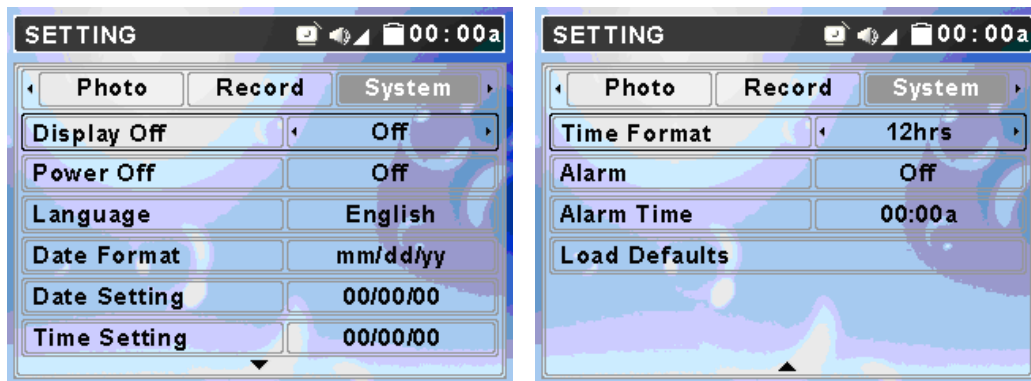 SETTING 00:00a
Photo Record System
Display Off Off
Power Off Off
Language English
Date Format mm/dd/yy
Date Setting 00/00/00
Time Setting 00/00/00
SETTING 00:00a
Photo Record System
Time Format 12hrs
Alarm Off
Alarm Time 00:00a
Load Defaults